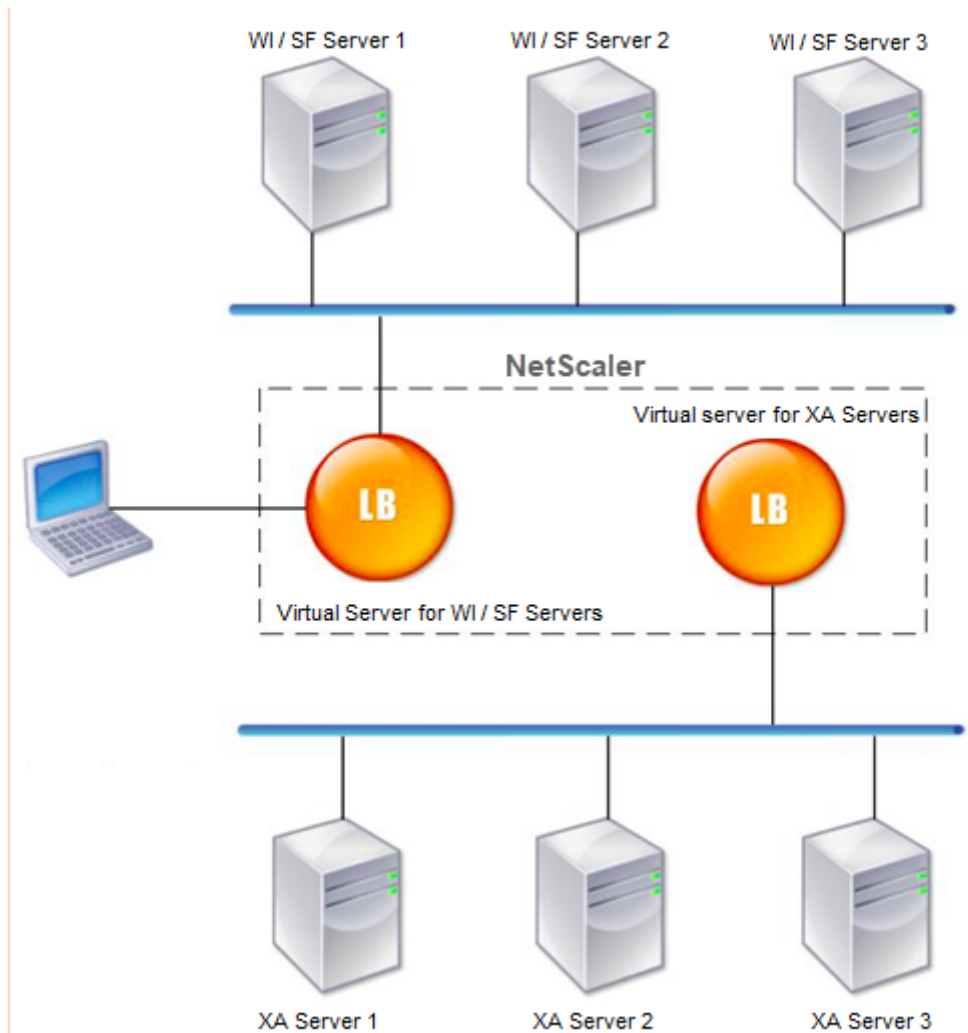 WI / SF Server 1
WI / SF Server 2
WI / SF Server 3
NetScaler
Virtual server for XA Servers
LB
LB
Virtual Server for WI / SF Servers
XA Server 1
XA Server 2
XA Server 3